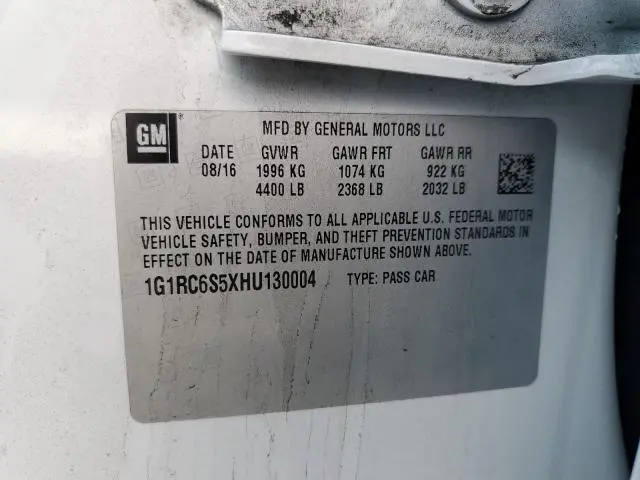 GM
MFD BY GENERAL MOTORS LLC
DATE GVWR GAWR FRT GAWR RR
08/16 1996 KG 1074 KG 922 KG
4400 LB 2368 LB 2032 LB
THIS VEHICLE CONFORMS TO ALL APPLICABLE U.S. FEDERAL MOTOR
VEHICLE SAFETY, BUMPER, AND THEFT PREVENTION STANDARDS IN
EFFECT ON THE DATE OF MANUFACTURE SHOWN ABOVE.
1G1RC6S5XHU130004 TYPE: PASS CAR